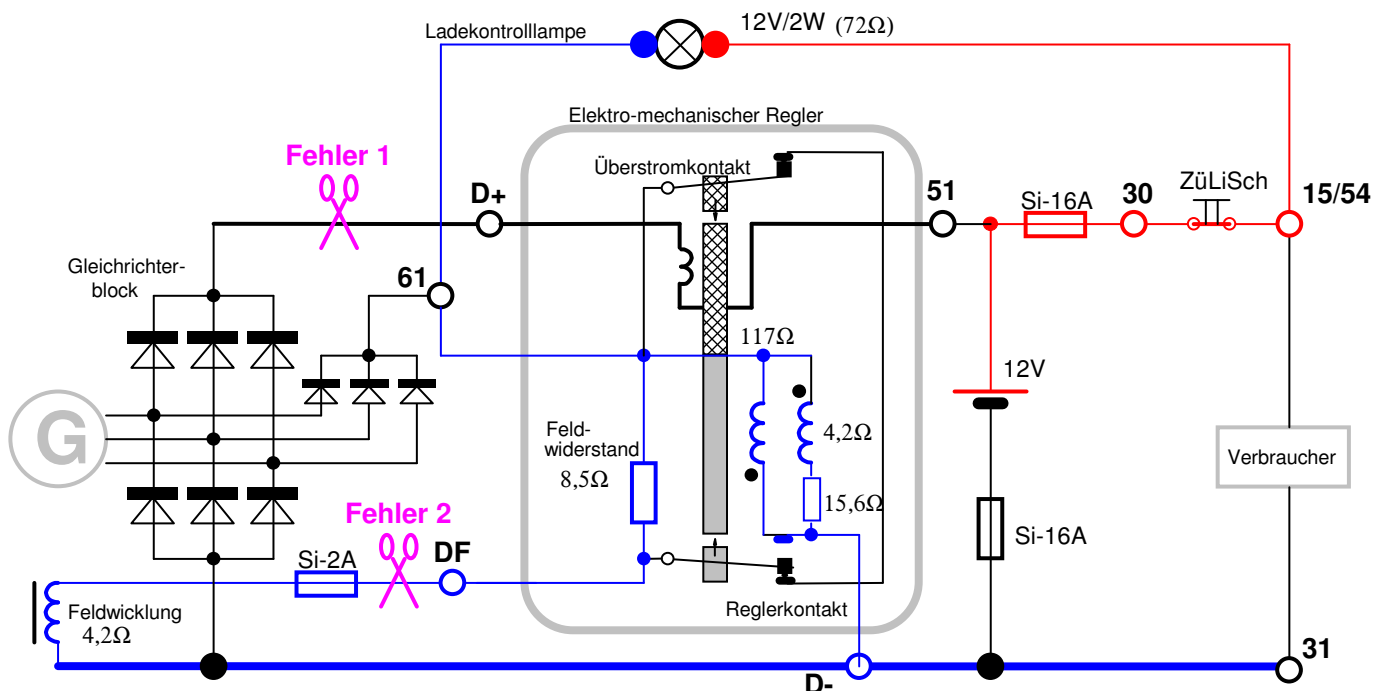 Ladekontrolllampe
12V/2W (72Ω)
Elektro-mechanischer Regler
Fehler 1
Überstromkontakt
D+
51
Si-16A
30
ZüLiSch
15/54
Gleichrichter-
block
61
117Ω
12V
G
Feld-
widerstand
8,5Ω
4,2Ω
15,6Ω
Verbraucher
Fehler 2
Si-2A
DF
Si-16A
Feldwicklung
4,2Ω
Reglerkontakt
D-
31